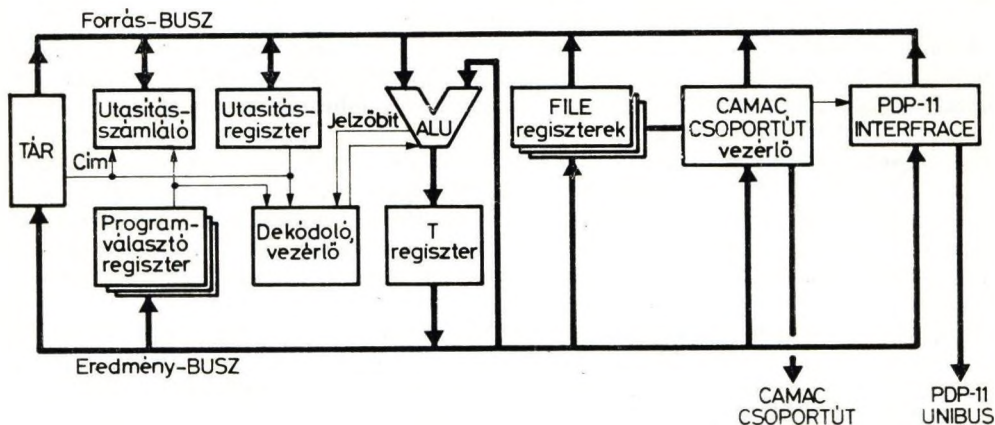 Forrás-BUSZ
TÁR
Utasítás-
számláló
Utasítás-
regiszter
Jelzőbit
ALU
FILE
regiszterek
CAMAC
CSOPORTÚT
vezérlő
PDP-11
INTERFRACE
Cím
Program-
választó
regiszter
Dekódoló,
vezérlő
T
regiszter
Eredmény-BUSZ
CAMAC
CSOPORTÚT
PDP-11
UNIBUS